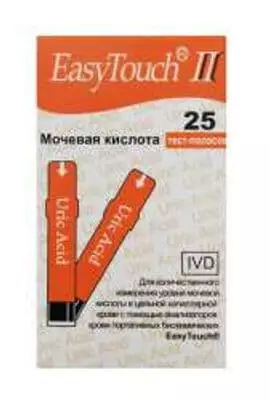 EasyTouch® II
25
Мочевая кислота
тест-полосок
Uric Acid
Uric Acid
IVD
Для количественного
измерения уровня мочевой
кислоты в цельной капиллярной
крови с помощью анализаторов
крови портативных биохимических
EasyTouch®